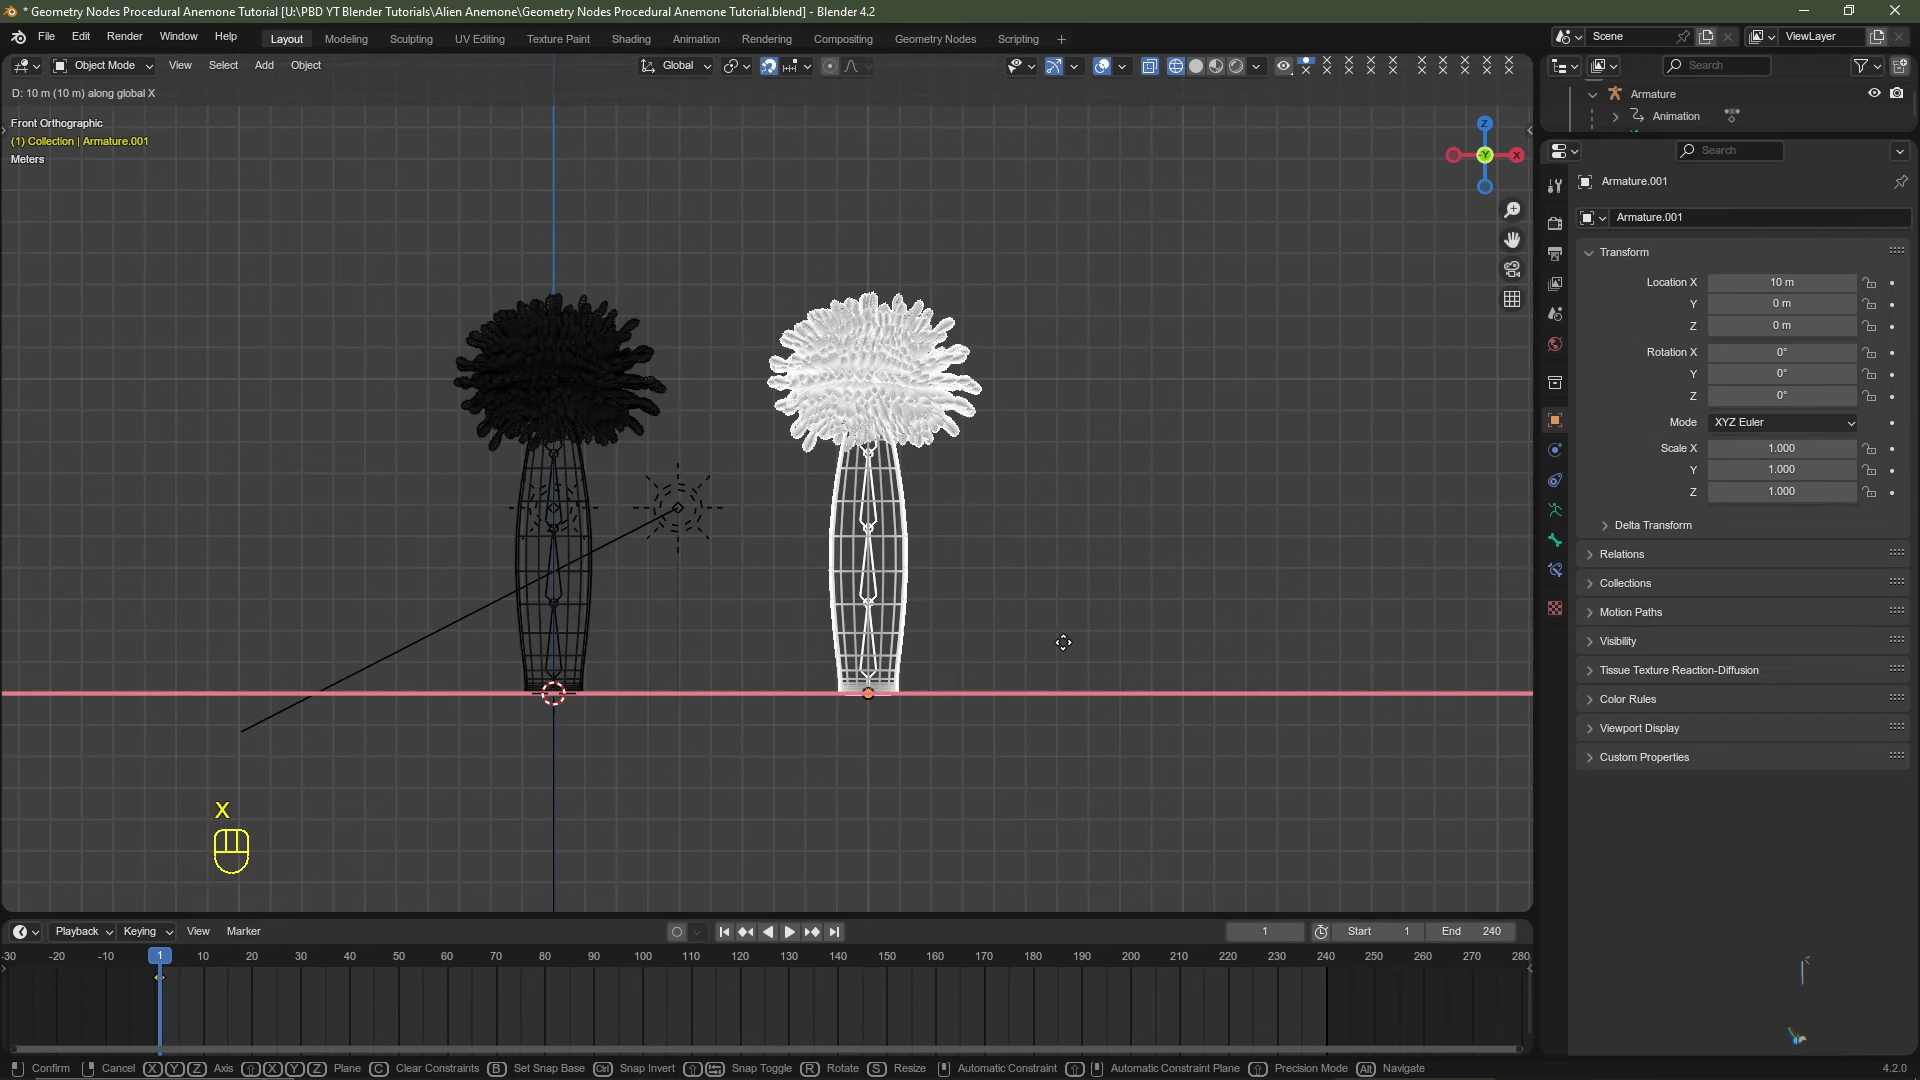 * Geometry Nodes Procedural Anemone Tutorial [U:\PBD YT Blender Tutorials\Alien Anemone\Geometry Nodes Procedural Anemone Tutorial.blend] - Blender 4.2
File Edit Render Window Help Layout Modeling Sculpting UV Editing Texture Paint Shading Animation Rendering Compositing Geometry Nodes Scripting + Scene ViewLayer
Object Mode View Select Add Object Global Search
D: 10 m (10 m) along global X
Armature
Animation
Front Orthographic
(1) Collection | Armature.001
Meters
Z
-Y
X
Search
Armature.001
Armature.001
Transform
Location X 10 m
Y 0 m
Z 0 m
Rotation X 0°
Y 0°
Z 0°
Mode XYZ Euler
Scale X 1.000
Y 1.000
Z 1.000
Delta Transform
Relations
Collections
Motion Paths
Visibility
Tissue Texture Reaction-Diffusion
Color Rules
Viewport Display
Custom Properties
X
Playback Keying View Marker 1 Start 1 End 240
-30 -20 -10 1 10 20 30 40 50 60 70 80 90 100 110 120 130 140 150 160 170 180 190 200 210 220 230 240 250 260 270 280
Confirm Cancel X Y Z Axis X Y Z Plane C Clear Constraints B Set Snap Base Ctrl Snap Invert Snap Toggle R Rotate S Resize Automatic Constraint Automatic Constraint Plane Precision Mode Alt Navigate 4.2.0